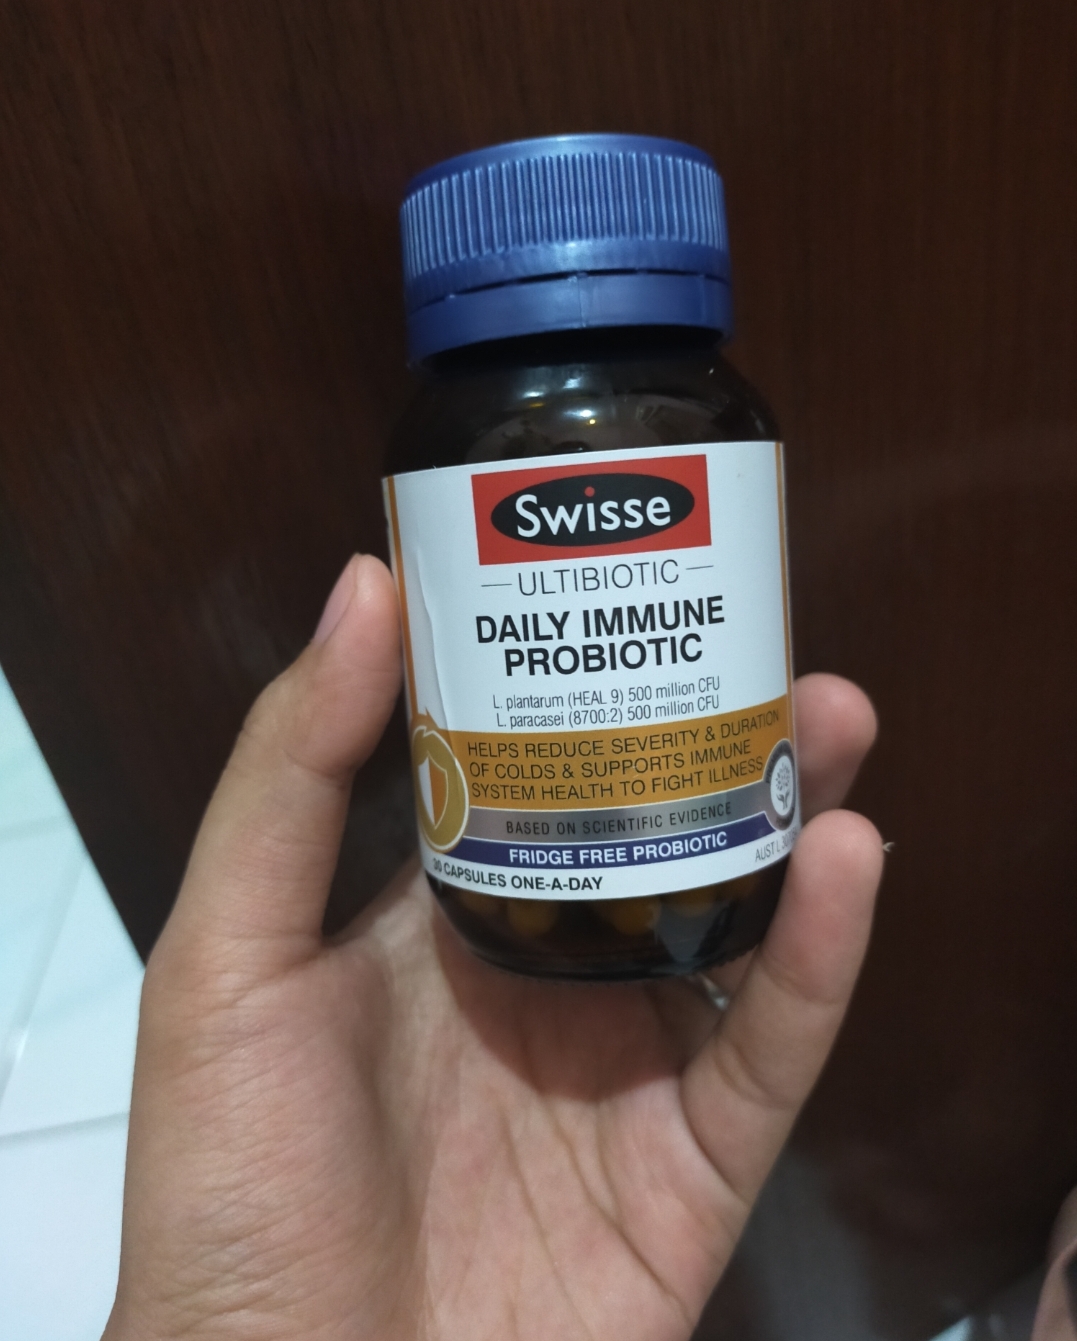 Swisse
ULTIBIOTIC
DAILY IMMUNE
PROBIOTIC
L. plantarum (HEAL 9) 500 million CFU
L. paracasei (8700:2) 500 million CFU
HELPS REDUCE SEVERITY & DURATION
OF COLDS & SUPPORTS IMMUNE
SYSTEM HEALTH TO FIGHT ILLNESS
BASED ON SCIENTIFIC EVIDENCE
FRIDGE FREE PROBIOTIC
30 CAPSULES ONE-A-DAY
AUST L